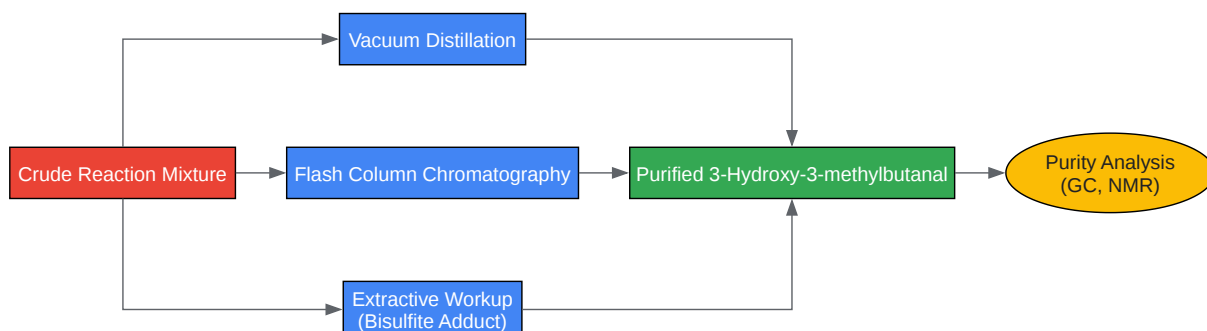 Vacuum Distillation
Crude Reaction Mixture
Flash Column Chromatography
Purified 3-Hydroxy-3-methylbutanal
Purity Analysis
(GC, NMR)
Extractive Workup
(Bisulfite Adduct)